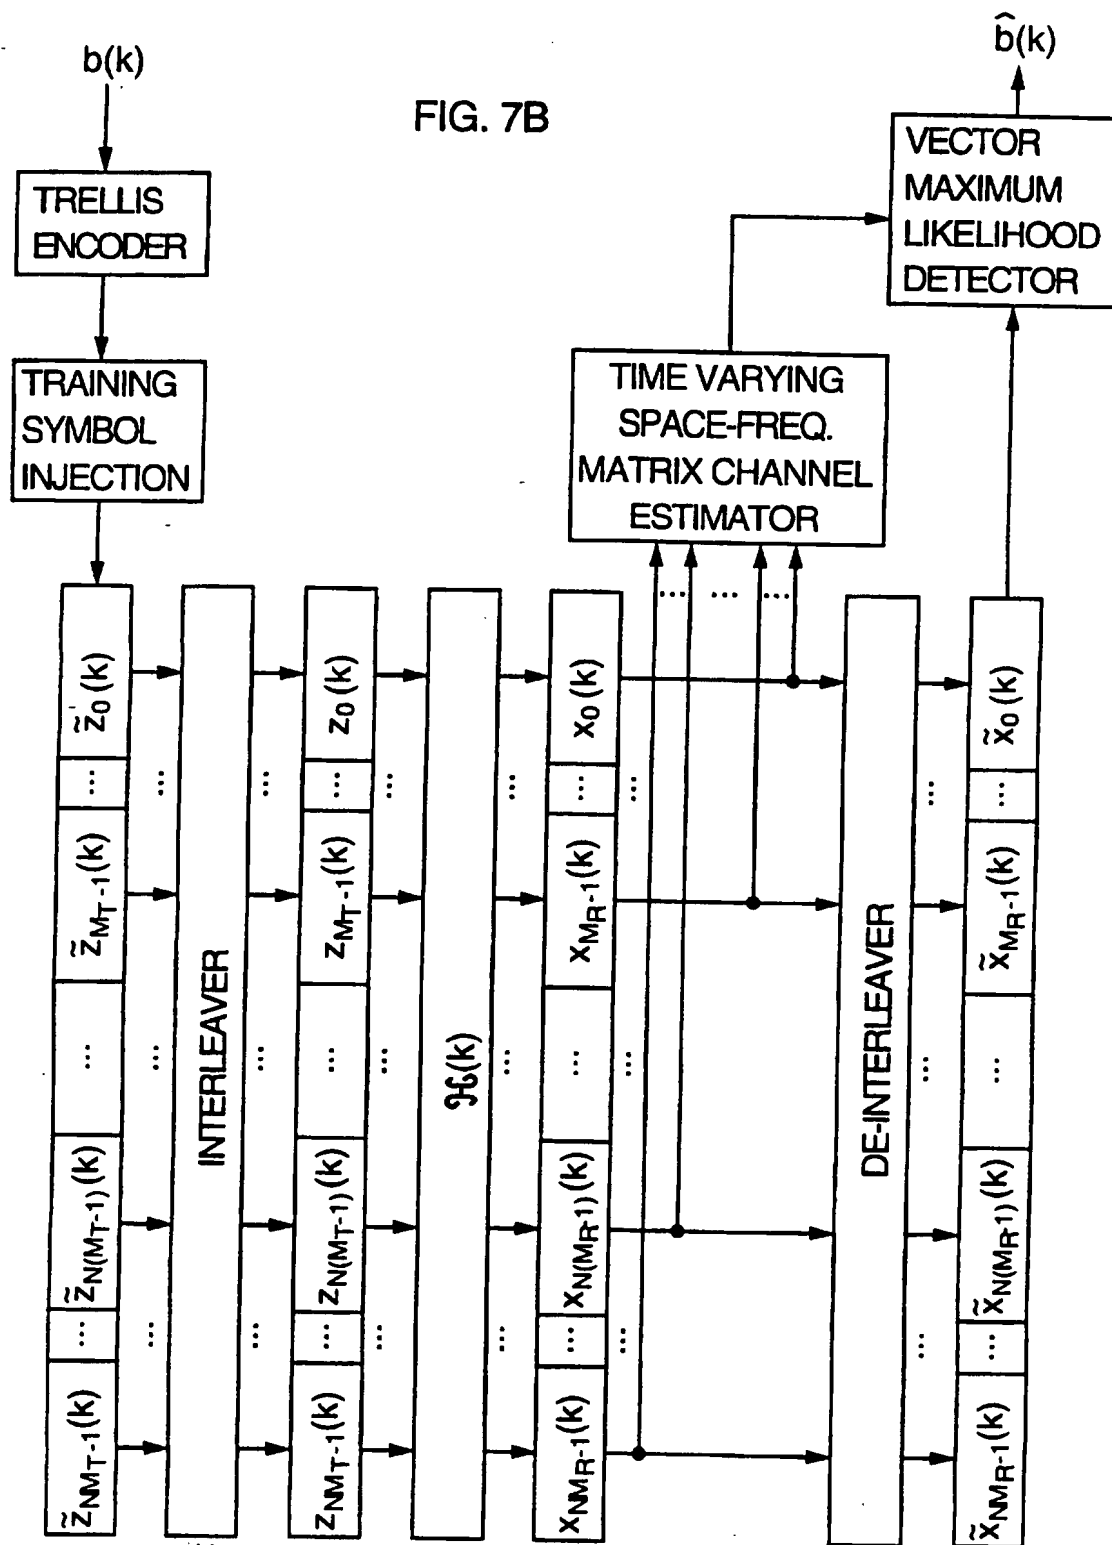 b(k)
b̂(k)
FIG. 7B
TRELLIS
ENCODER
TRAINING
SYMBOL
INJECTION
VECTOR
MAXIMUM
LIKELIHOOD
DETECTOR
TIME VARYING
SPACE-FREQ.
MATRIX CHANNEL
ESTIMATOR
... ... ...
z̃0(k)
...
z̃MT-1(k)
...
z̃N(MT-1)(k)
...
z̃NMT-1(k)
INTERLEAVER
z0(k)
...
zMT-1(k)
...
zN(MT-1)(k)
...
zNMT-1(k)
ℋ(k)
x0(k)
...
xMR-1(k)
...
xN(MR-1)(k)
...
xNMR-1(k)
DE-INTERLEAVER
x̃0(k)
...
x̃MR-1(k)
...
x̃N(MR-1)(k)
...
x̃NMR-1(k)